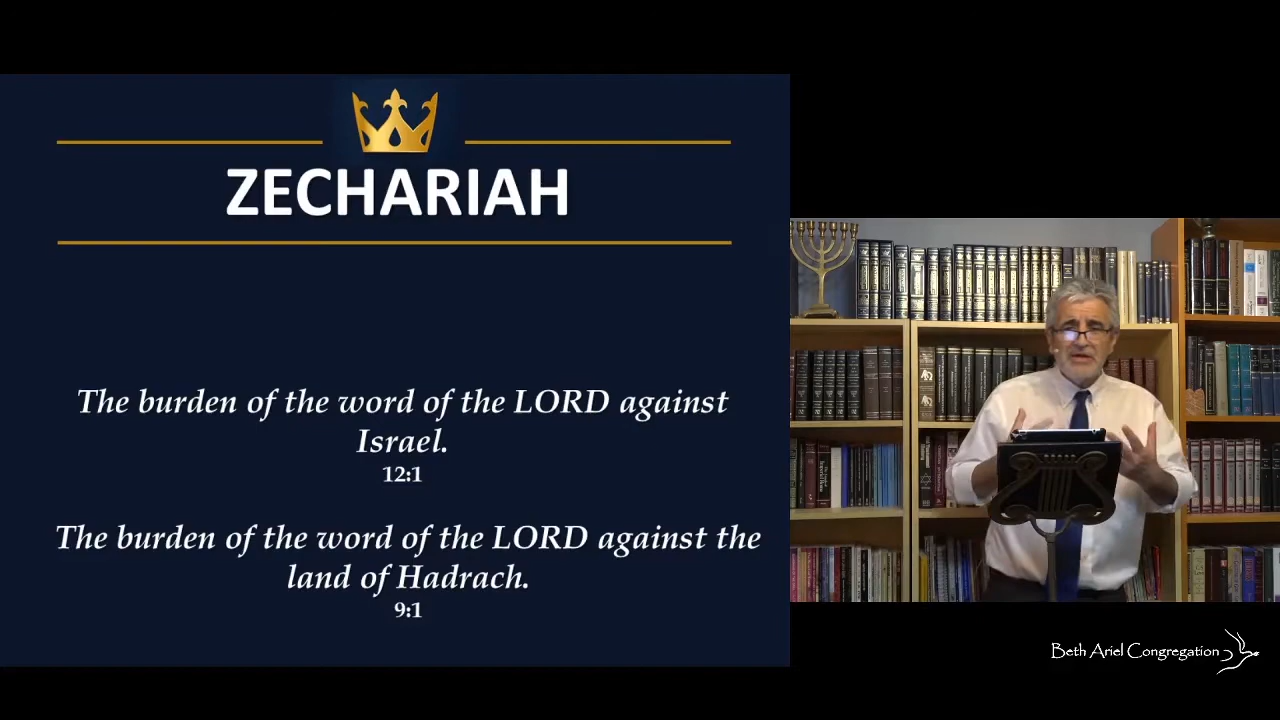 ZECHARIAH
The burden of the word of the LORD against
Israel.
12:1
The burden of the word of the LORD against the
land of Hadrach.
9:1
Beth Ariel Congregation